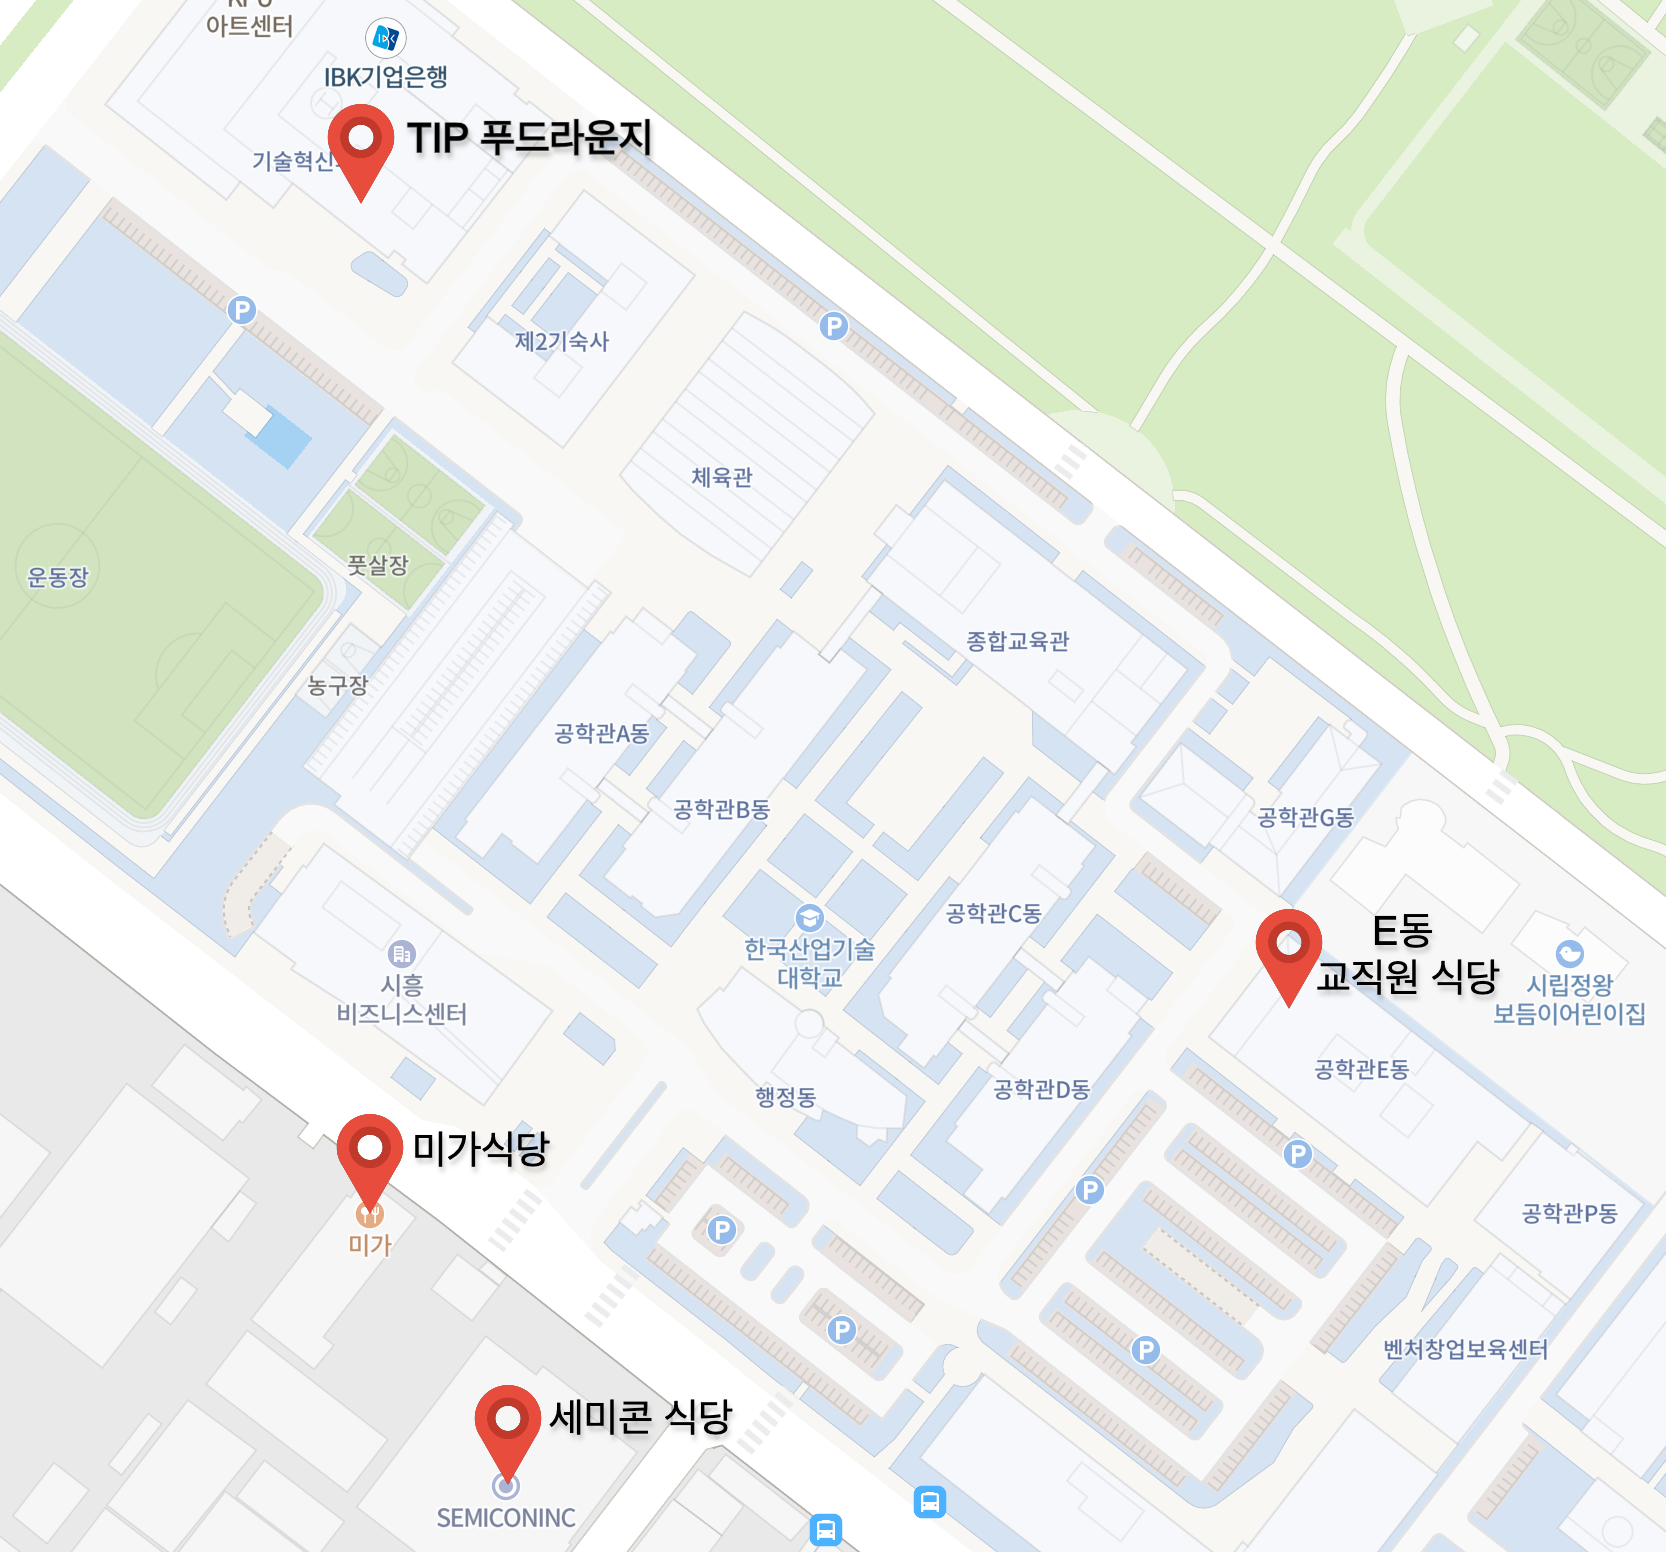 아트센터
IBK기업은행
TIP 푸드라운지
기술혁신
P
제2기숙사
P
체육관
운동장
풋살장
농구장
종합교육관
공학관A동
공학관B동
공학관G동
공학관C동
한국산업기술
대학교
시흥
비즈니스센터
E동
교직원 식당
시립정왕
보듬이어린이집
공학관E동
행정동
공학관D동
미가식당
미가
P
P
P
공학관P동
P
P
벤처창업보육센터
세미콘 식당
SEMICONINC